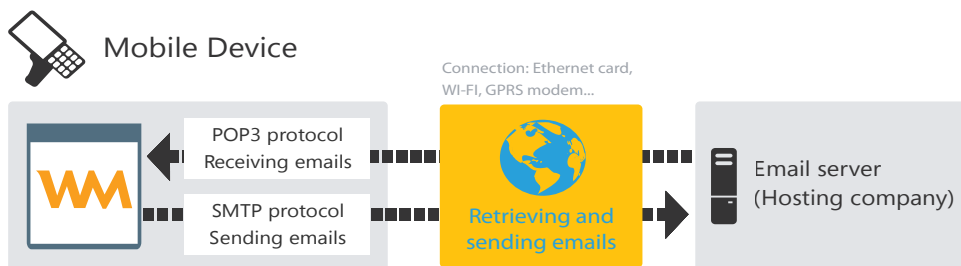 Mobile Device
Connection: Ethernet card,
WI-FI, GPRS modem...
POP3 protocol
Receiving emails
WM
SMTP protocol
Sending emails
Retrieving and
sending emails
Email server
(Hosting company)